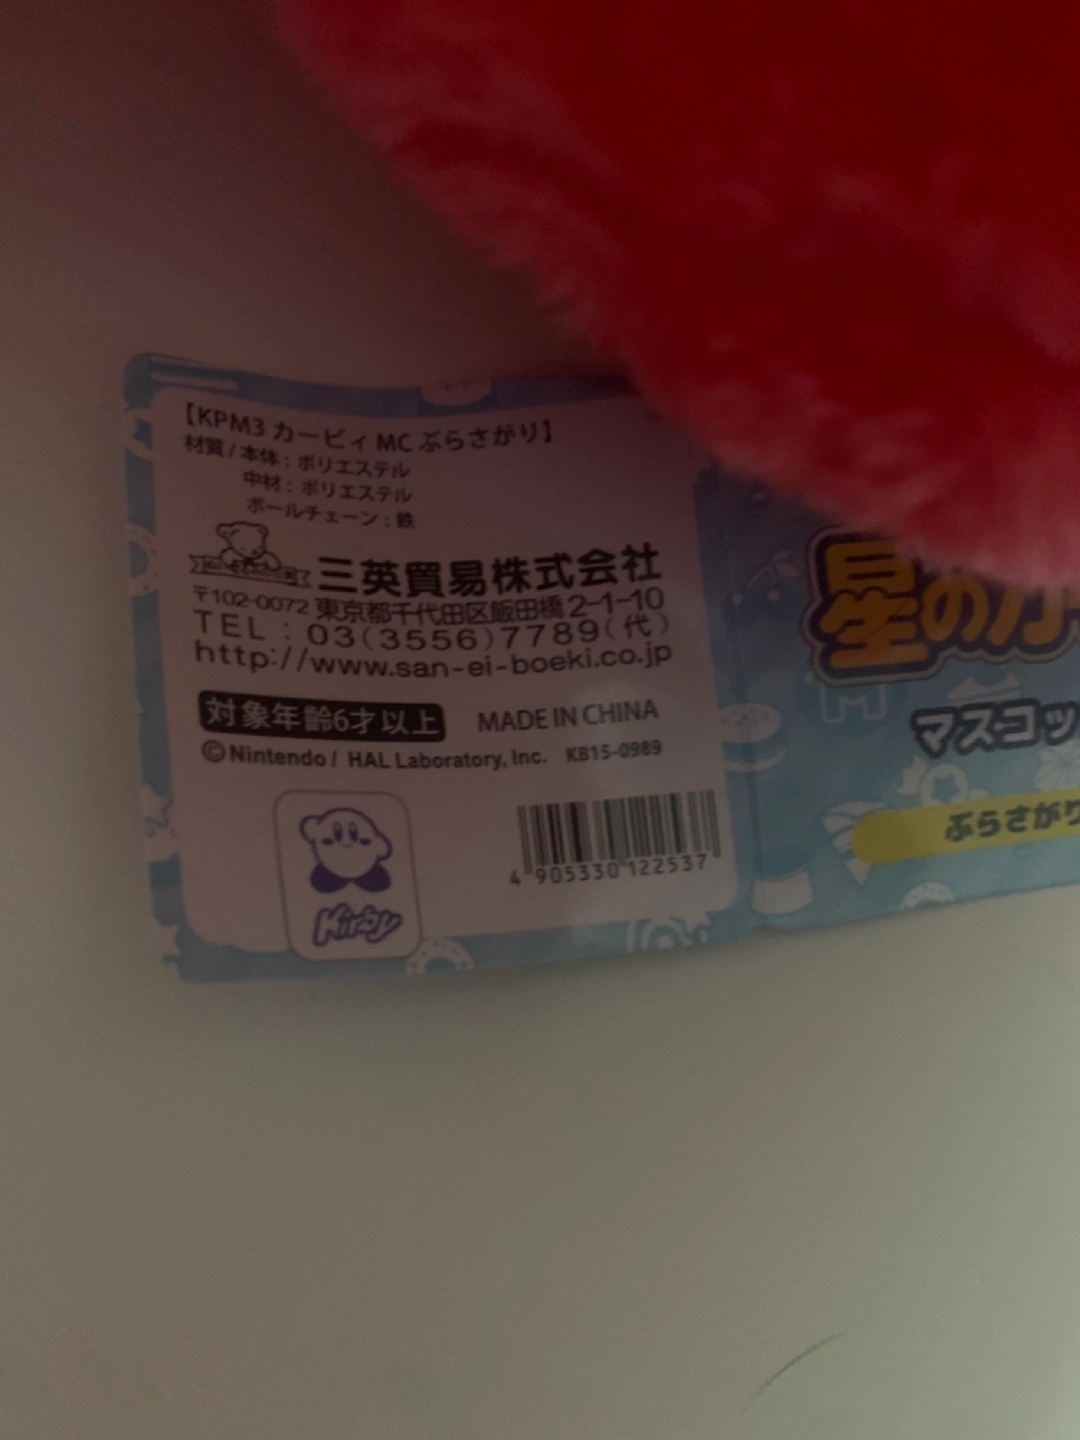 【KPM3 カービィ MC ぶらさがり】
材質/本体：ポリエステル
中材：ポリエステル
ボールチェーン：鉄
三英貿易株式会社
〒102-0072 東京都千代田区飯田橋2-1-10
TEL：03(3556)7789(代)
http://www.san-ei-boeki.co.jp
対象年齢6才以上 MADE IN CHINA
©Nintendo / HAL Laboratory, Inc. KB15-0989
Kirby
4 905330 122537
星のカ
マスコッ
ぶらさがり